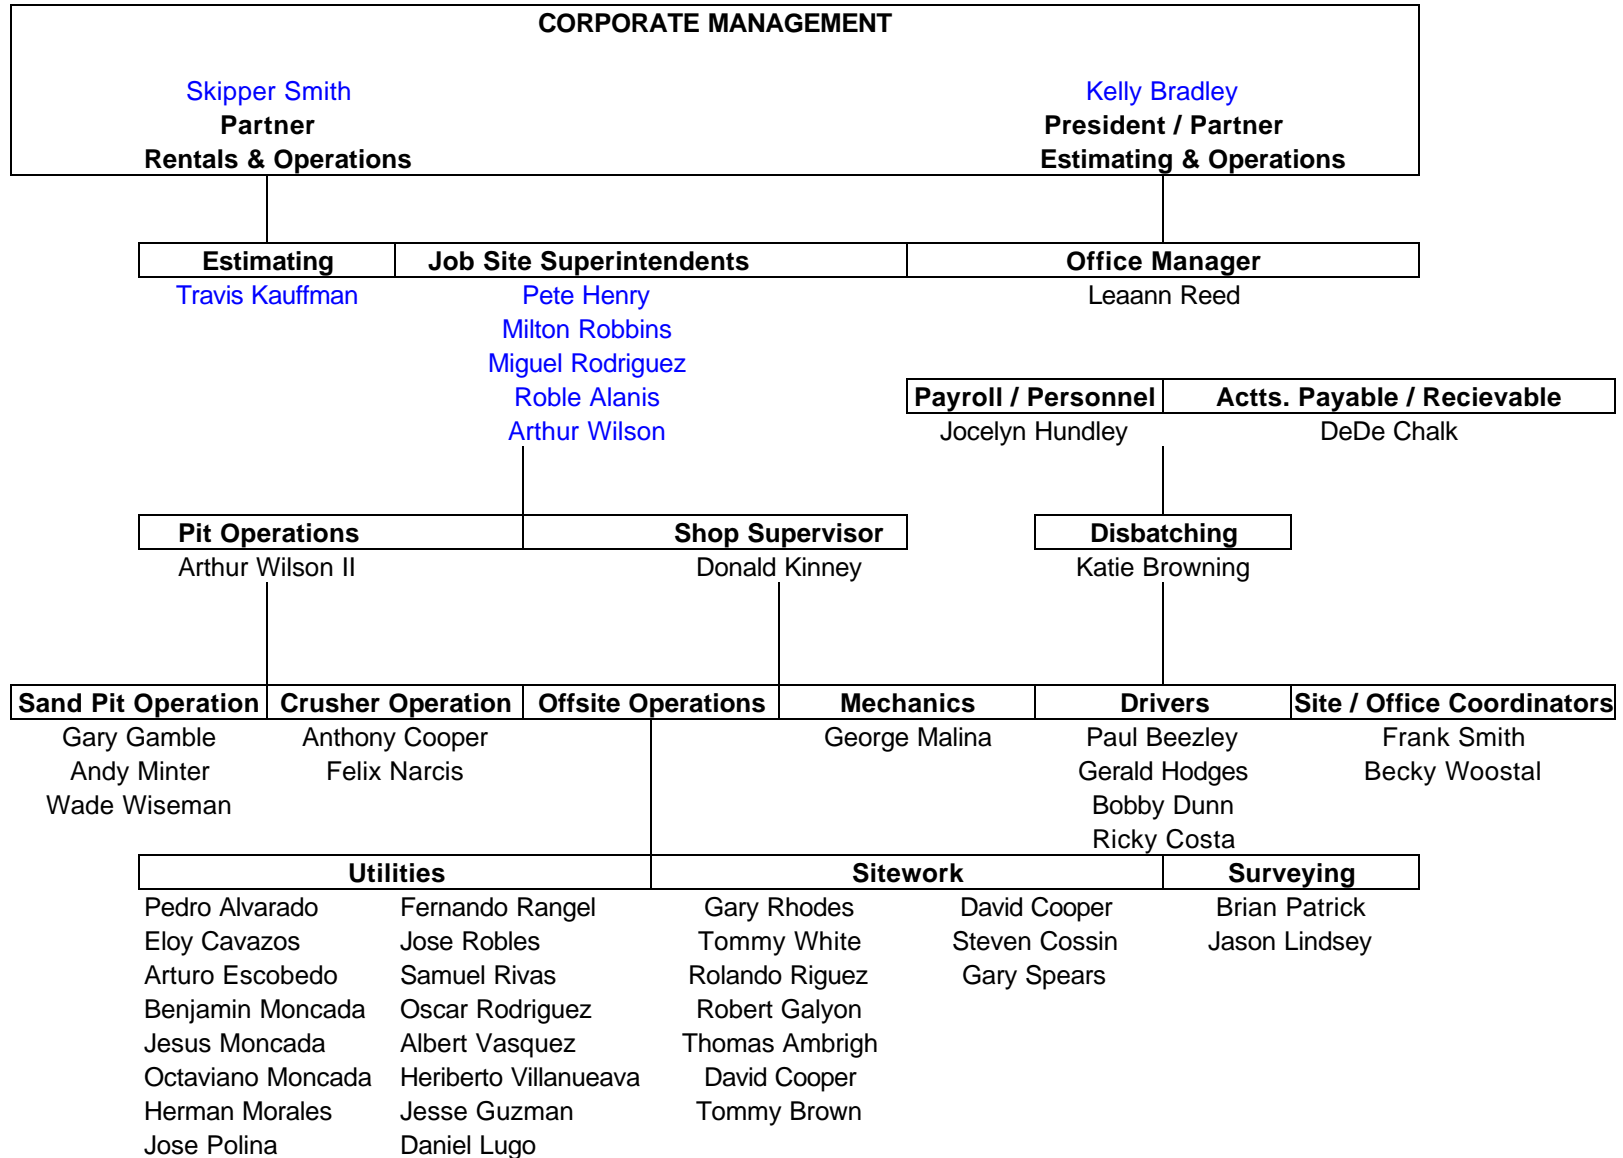 CORPORATE MANAGEMENT
Skipper Smith Kelly Bradley
Partner President / Partner
Rentals & Operations Estimating & Operations
Estimating Job Site Superintendents Office Manager
Travis Kauffman Pete Henry Leaann Reed
Milton Robbins
Miguel Rodriguez
Roble Alanis Payroll / Personnel Actts. Payable / Recievable
Arthur Wilson Jocelyn Hundley DeDe Chalk
Pit Operations Shop Supervisor Disbatching
Arthur Wilson II Donald Kinney Katie Browning
Sand Pit Operation Crusher Operation Offsite Operations Mechanics Drivers Site / Office Coordinators
Gary Gamble Anthony Cooper George Malina Paul Beezley Frank Smith
Andy Minter Felix Narcis Gerald Hodges Becky Woostal
Wade Wiseman Bobby Dunn
Ricky Costa
Utilities Sitework Surveying
Pedro Alvarado Fernando Rangel Gary Rhodes David Cooper Brian Patrick
Eloy Cavazos Jose Robles Tommy White Steven Cossin Jason Lindsey
Arturo Escobedo Samuel Rivas Rolando Riguez Gary Spears
Benjamin Moncada Oscar Rodriguez Robert Galyon
Jesus Moncada Albert Vasquez Thomas Ambrigh
Octaviano Moncada Heriberto Villanueava David Cooper
Herman Morales Jesse Guzman Tommy Brown
Jose Polina Daniel Lugo